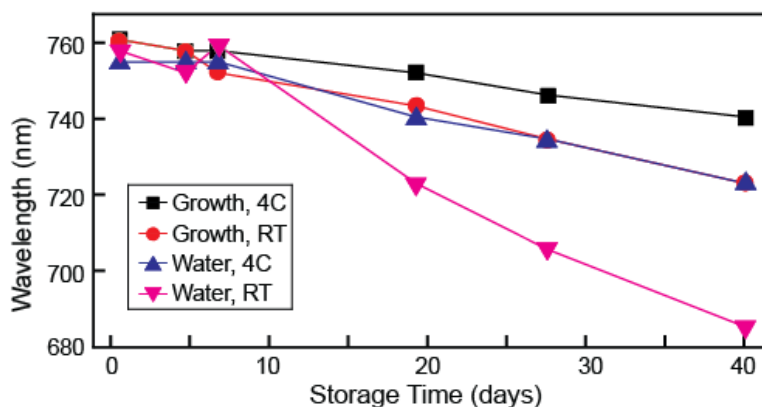 760
740
720
700
680
Wavelength (nm)
Growth, 4C
Growth, RT
Water, 4C
Water, RT
0 10 20 30 40
Storage Time (days)